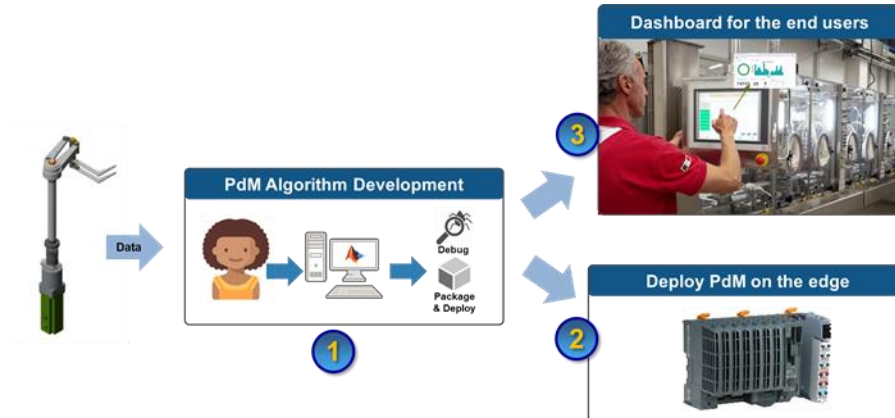 Dashboard for the end users
3
PdM Algorithm Development
Data
Debug
Package
& Deploy
1
Deploy PdM on the edge
2